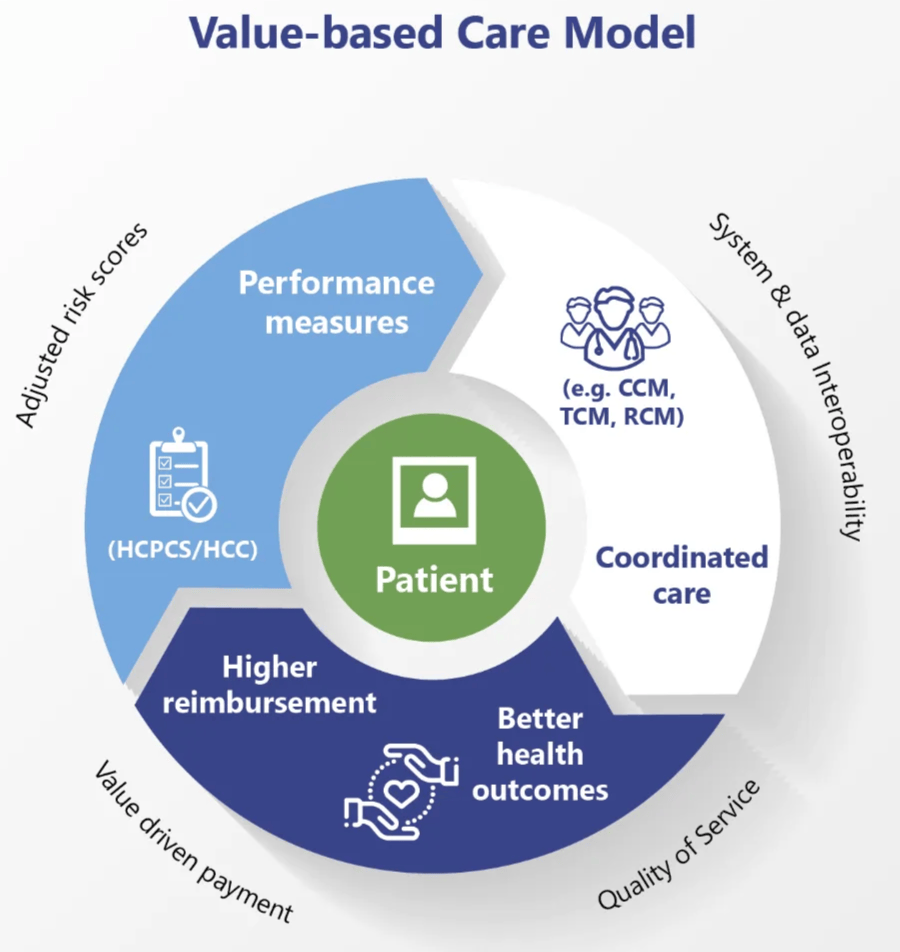 Value-based Care Model
Adjusted risk scores
System & data Interoperability
Performance
measures
(HCPCS/HCC)
(e.g. CCM,
TCM, RCM)
Coordinated
care
Patient
Higher
reimbursement
Better
health
outcomes
Value driven payment
Quality of Service